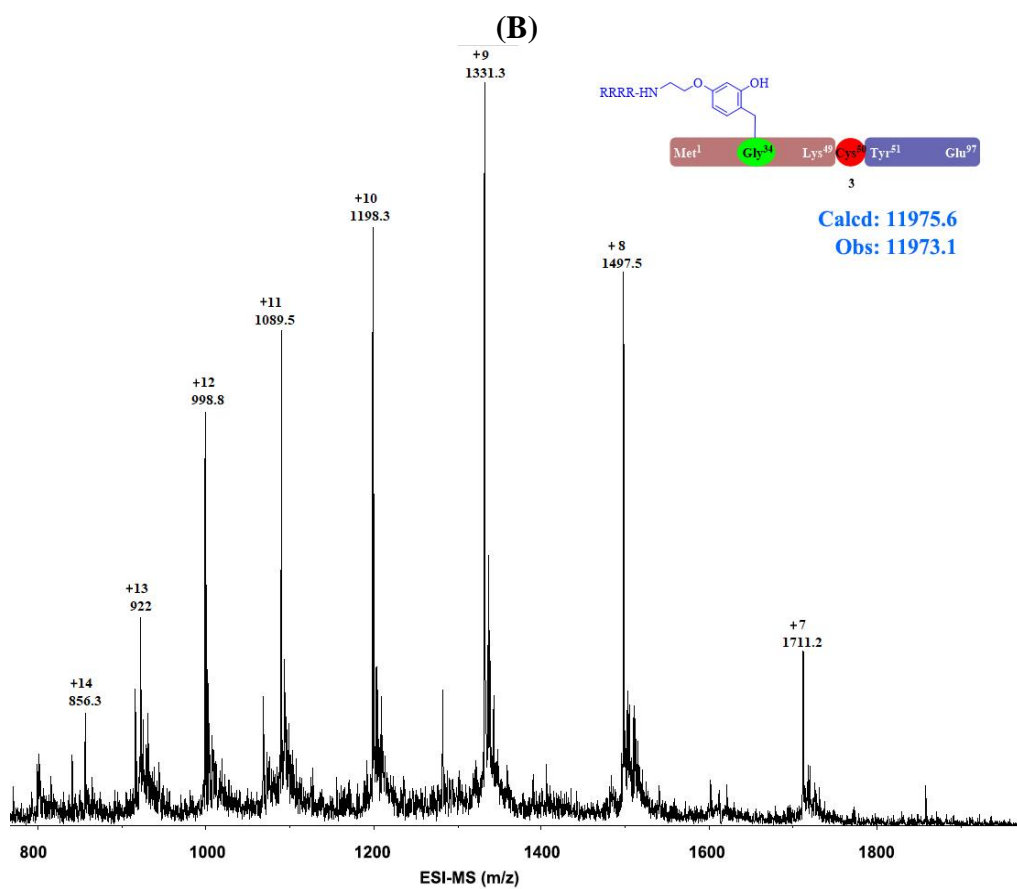 (B)
+9
1331.3
RRRR-HN
O
OH
Met¹ Gly³⁴ Lys⁴⁹ Cys⁵⁰ Tyr⁵¹ Glu⁹⁷
3
Calcd: 11975.6
Obs: 11973.1
+10
1198.3
+8
1497.5
+11
1089.5
+12
998.8
+13
922
+7
1711.2
+14
856.3
800 1000 1200 1400 1600 1800
ESI-MS (m/z)